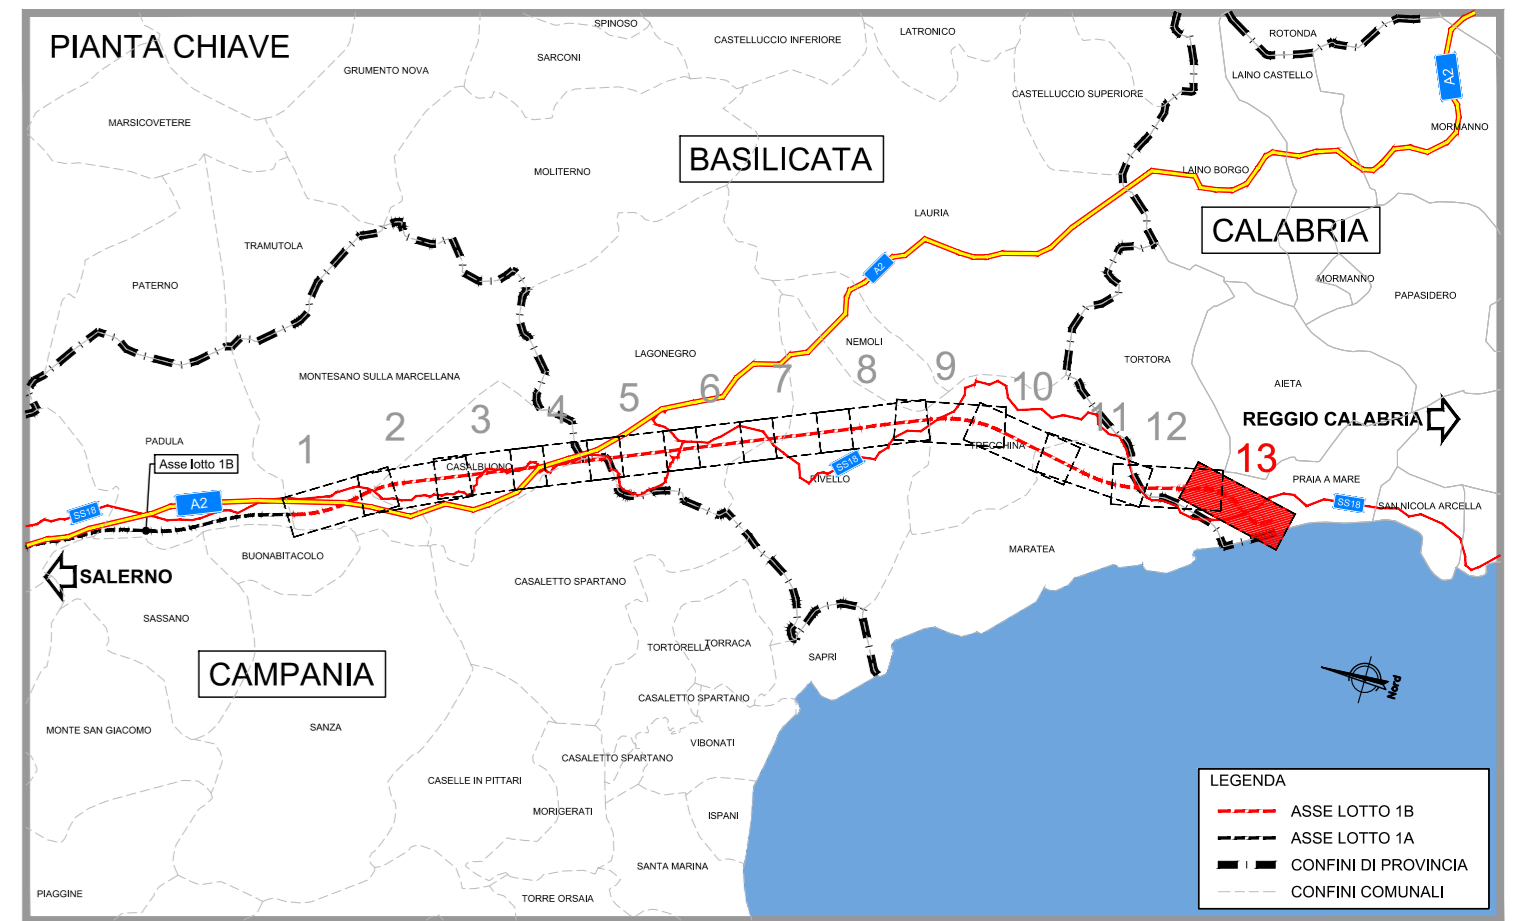 PIANTA CHIAVE
SPINOSO
SARCONI
CASTELLUCCIO INFERIORE
LATRONICO
ROTONDA
GRUMENTO NOVA
LAINO CASTELLO
A2
CASTELLUCCIO SUPERIORE
MARSICOVETERE
MORMANNO
BASILICATA
MOLITERNO
LAINO BORGO
LAURIA
CALABRIA
TRAMUTOLA
A2
MORMANNO
PATERNO
PAPASIDERO
NEMOLI
LAGONEGRO
TORTORA
MONTESANO SULLA MARCELLANA
AIETA
1
2
3
4
5
6
7
8
9
10
11
12
13
REGGIO CALABRIA
PADULA
Asse lotto 1B
CASALBUONO
TRECCHINA
SS18
RIVELLO
PRAIA A MARE
SS18
SAN NICOLA ARCELLA
A2
SS18
BUONABITACOLO
MARATEA
SALERNO
CASALETTO SPARTANO
SASSANO
TORTORELLA
TORRACA
SAPRI
CAMPANIA
CASALETTO SPARTANO
Nord
MONTE SAN GIACOMO
SANZA
VIBONATI
CASALETTO SPARTANO
CASELLE IN PITTARI
MORIGERATI
ISPANI
SANTA MARINA
PIAGGINE
TORRE ORSAIA
LEGENDA
ASSE LOTTO 1B
ASSE LOTTO 1A
CONFINI DI PROVINCIA
CONFINI COMUNALI